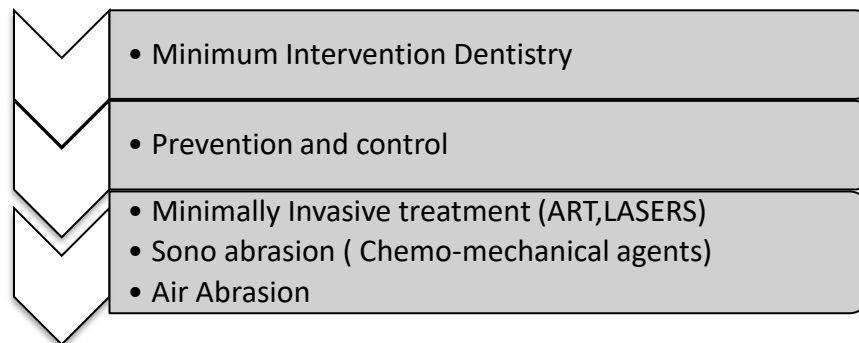 • Minimum Intervention Dentistry
• Prevention and control
• Minimally Invasive treatment (ART,LASERS)
• Sono abrasion ( Chemo-mechanical agents)
• Air Abrasion